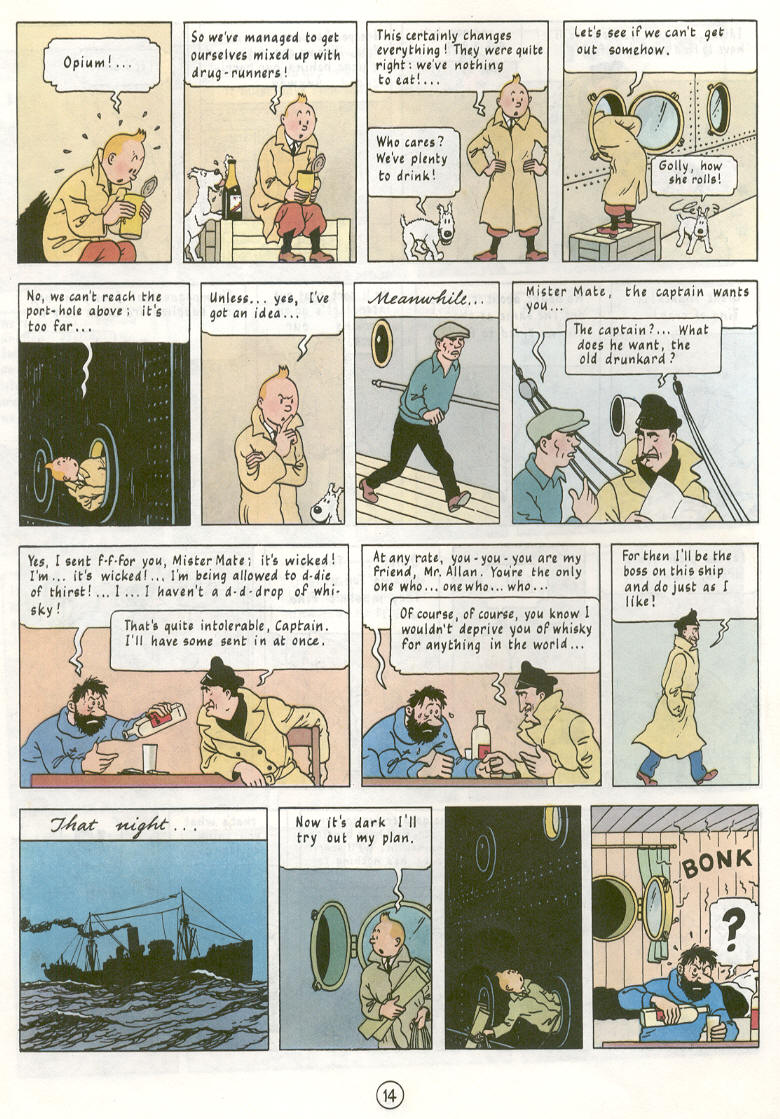 Opium!...
So we've managed to get
ourselves mixed up with
drug-runners!
This certainly changes
everything! They were quite
right: we've nothing
to eat!...
Who cares?
We've plenty
to drink!
Let's see if we can't get
out somehow.
Golly, how
she rolls!
No, we can't reach the
port-hole above; it's
too far...
Unless... yes, I've
got an idea...
Meanwhile...
Mister Mate, the captain wants
you...
The captain?... What
does he want, the
old drunkard?
Yes, I sent f-f-for you, Mister Mate; it's wicked!
I'm... it's wicked!... I'm being allowed to d-die
of thirst!... I... I haven't a d-d-drop of whi-
sky!
That's quite intolerable, Captain.
I'll have some sent in at once.
At any rate, you-you-you are my
friend, Mr. Allan. You're the only
one who... one who... who...
Of course, of course, you know I
wouldn't deprive you of whisky
for anything in the world...
For then I'll be the
boss on this ship
and do just as I
like!
That night...
Now it's dark I'll
try out my plan.
BONK
?
14